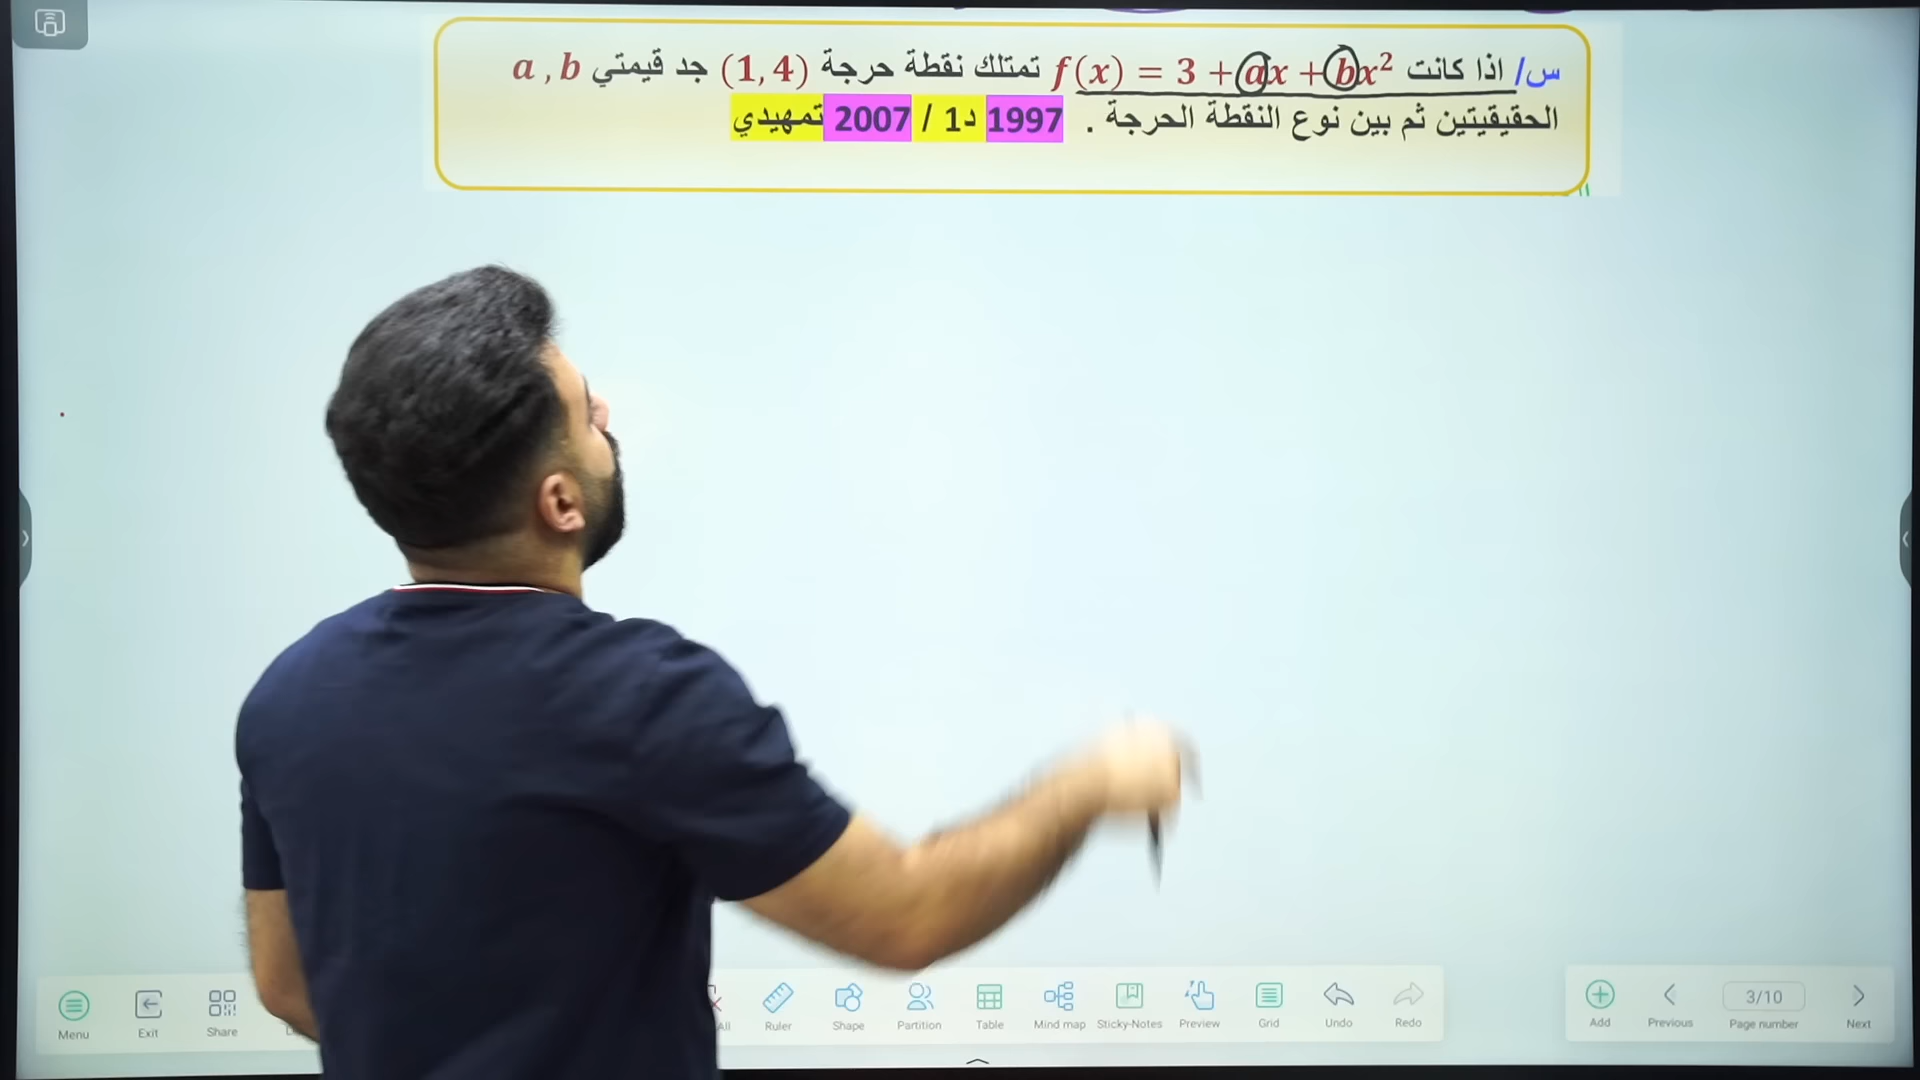 س/ اذا كانت f(x) = 3 + ax + bx² تمتلك نقطة حرجة (1, 4) جد قيمتي a , b
الحقيقيتين ثم بين نوع النقطة الحرجة . 1997 د1 / 2007 تمهيدي
Menu Exit Share All Ruler Shape Partition Table Mind map Sticky-Notes Preview Grid Undo Redo Add Previous 3/10 Page number Next